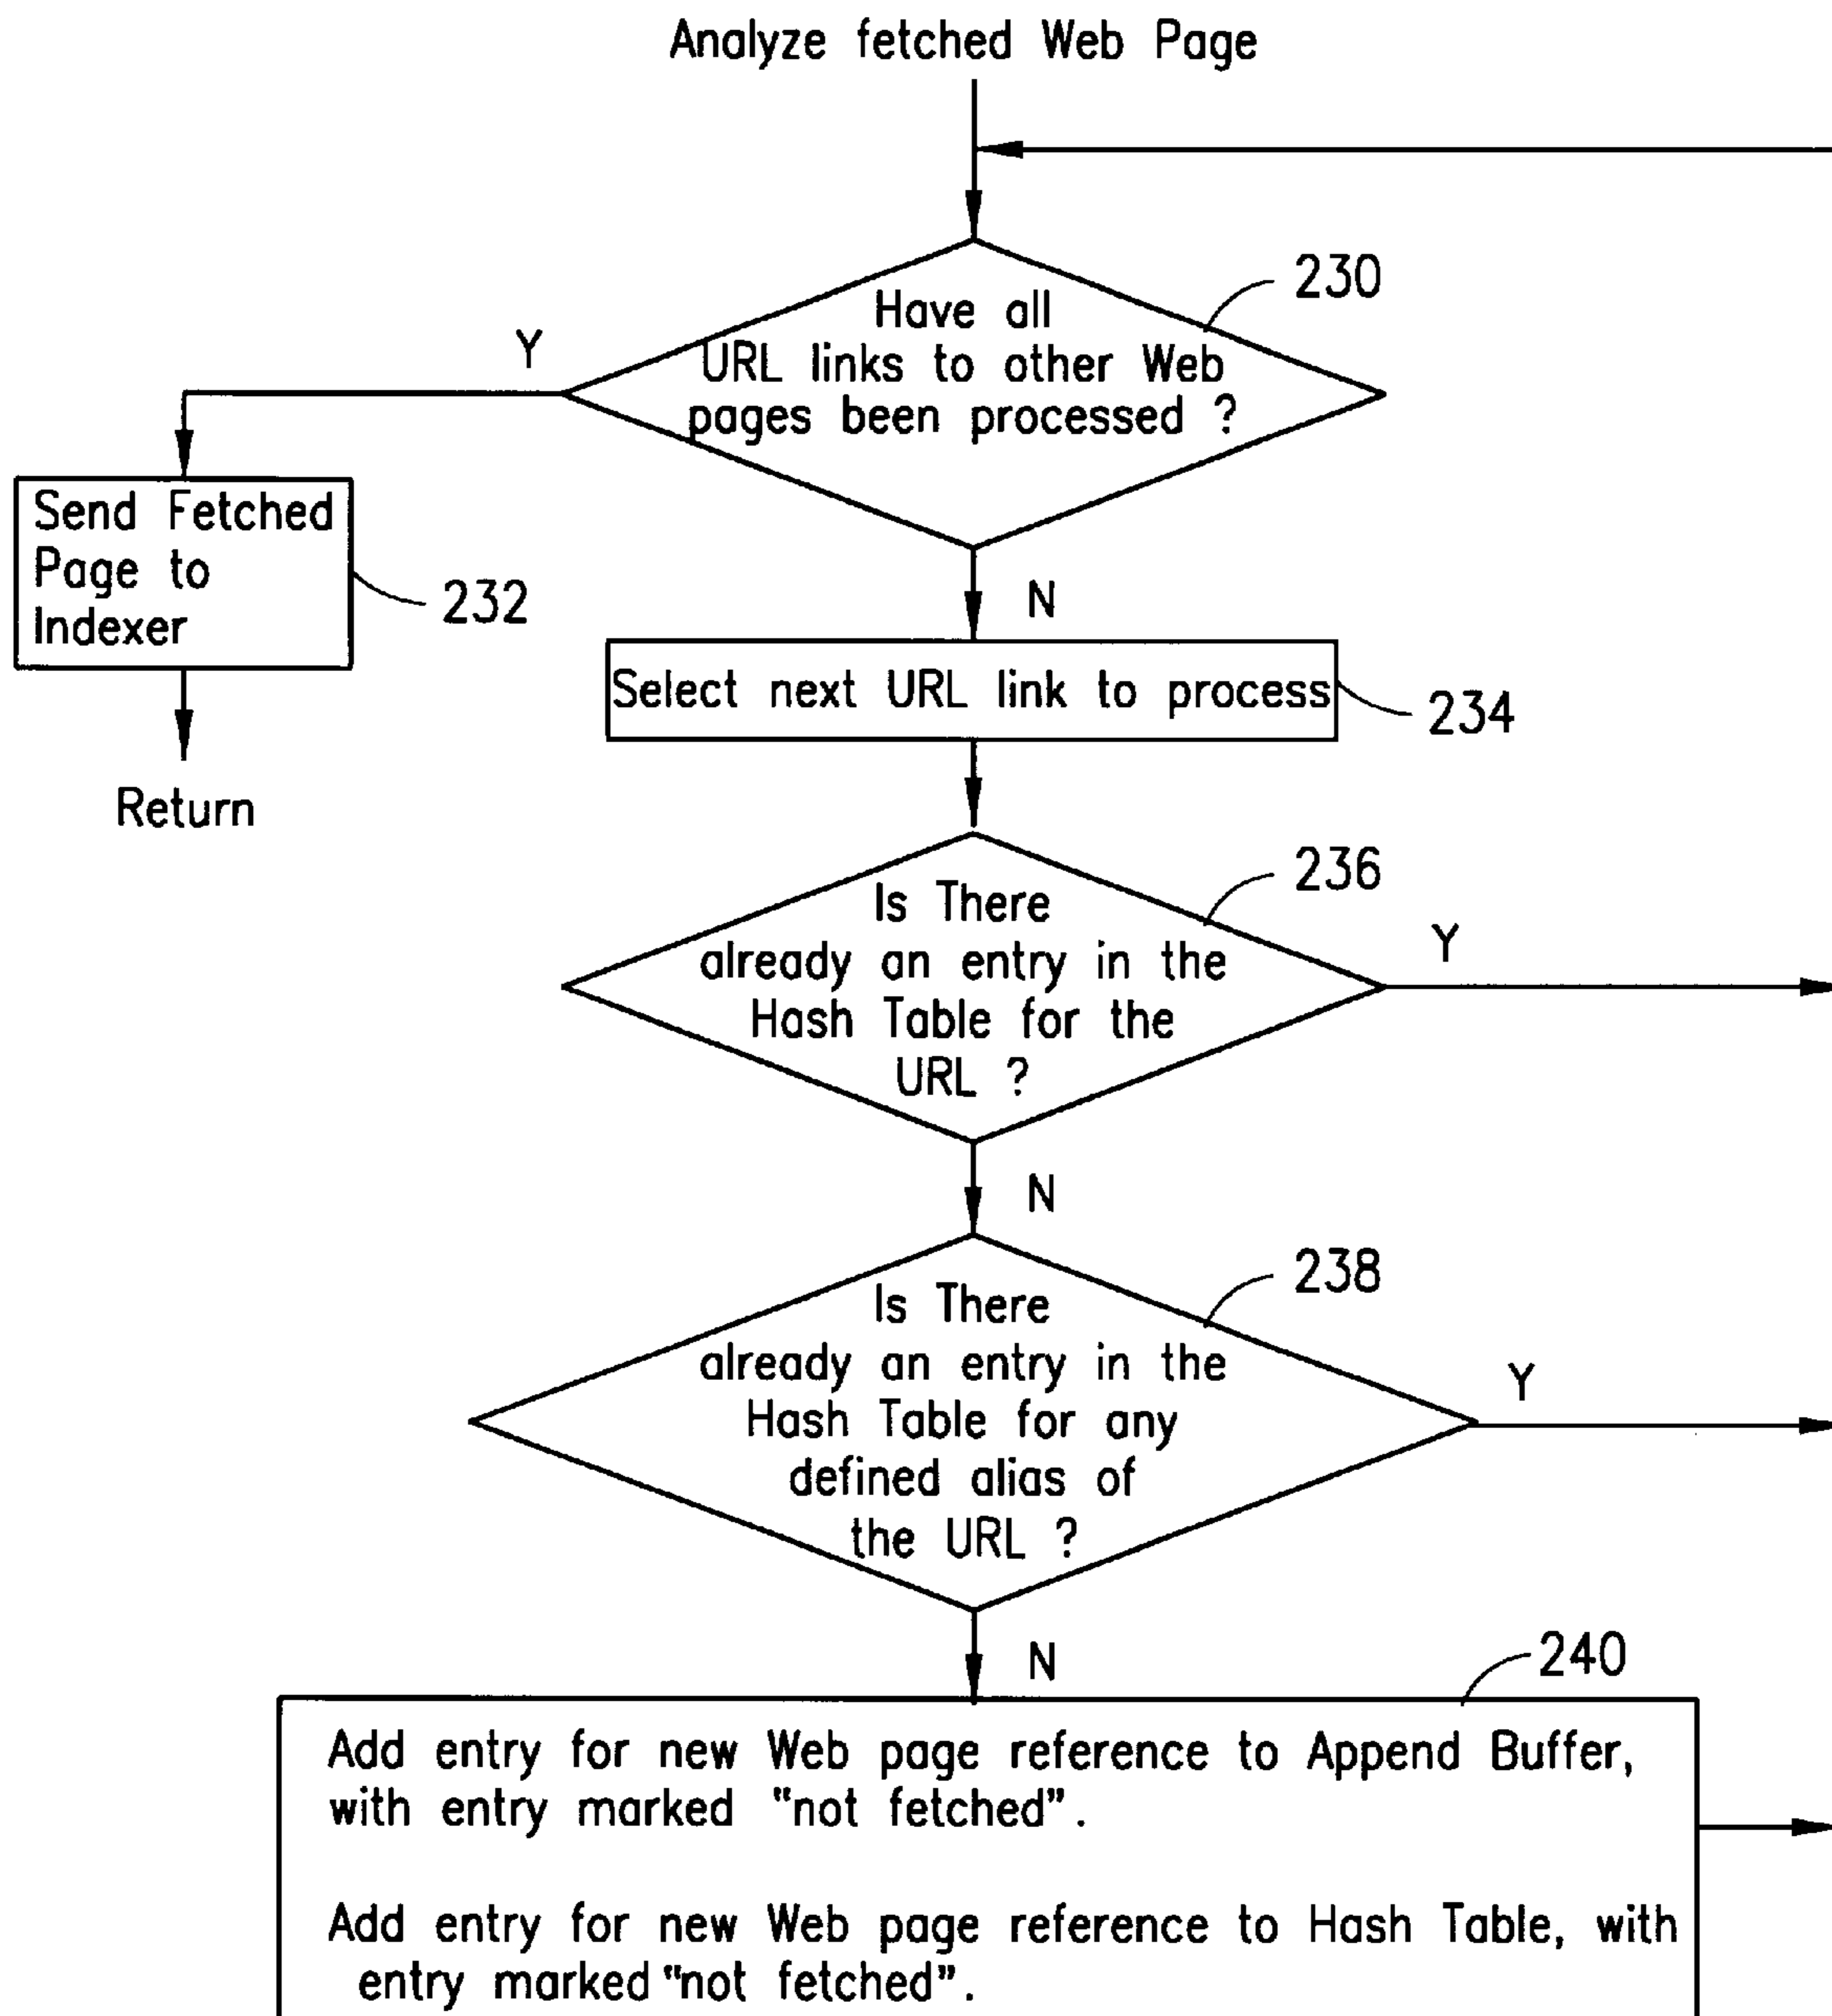 Analyze fetched Web Page
230
Have all
URL links to other Web
pages been processed ?
Y
Send Fetched
Page to
Indexer
232
N
Select next URL link to process
234
Return
236
Is There
already an entry in the
Hash Table for the
URL ?
Y
N
238
Is There
already an entry in the
Hash Table for any
defined alias of
the URL ?
Y
N
240
Add entry for new Web page reference to Append Buffer,
with entry marked "not fetched".
Add entry for new Web page reference to Hash Table, with
entry marked "not fetched".